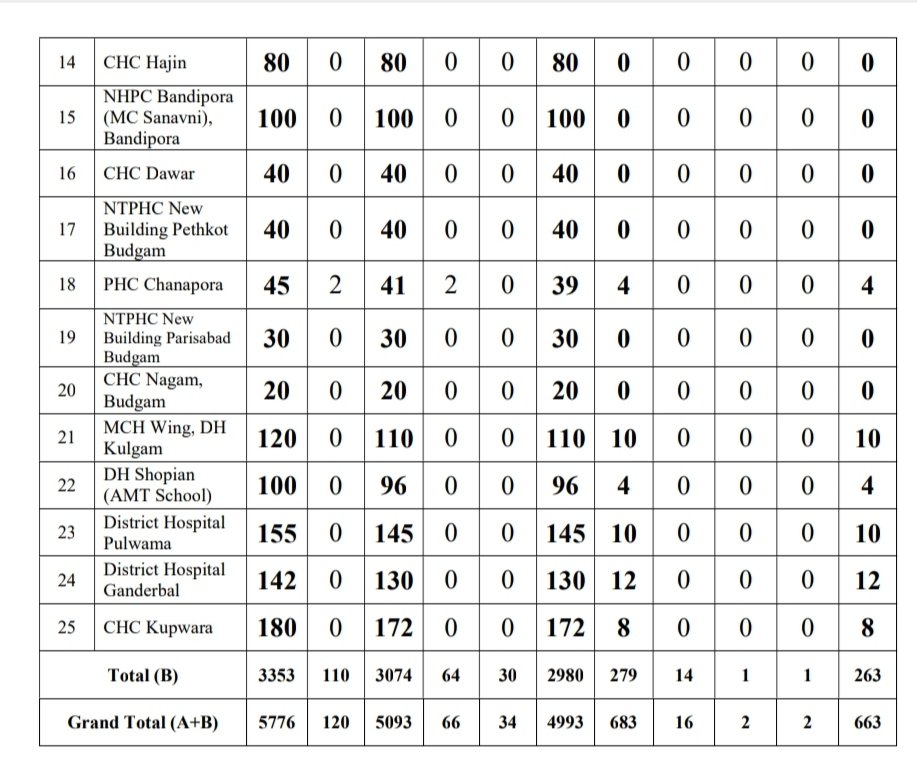 14 CHC Hajin 80 0 80 0 0 80 0 0 0 0 0
15 NHPC Bandipora (MC Sanavni), Bandipora 100 0 100 0 0 100 0 0 0 0 0
16 CHC Dawar 40 0 40 0 0 40 0 0 0 0 0
17 NTPHC New Building Pethkot Budgam 40 0 40 0 0 40 0 0 0 0 0
18 PHC Chanapora 45 2 41 2 0 39 4 0 0 0 4
19 NTPHC New Building Parisabad Budgam 30 0 30 0 0 30 0 0 0 0 0
20 CHC Nagam, Budgam 20 0 20 0 0 20 0 0 0 0 0
21 MCH Wing, DH Kulgam 120 0 110 0 0 110 10 0 0 0 10
22 DH Shopian (AMT School) 100 0 96 0 0 96 4 0 0 0 4
23 District Hospital Pulwama 155 0 145 0 0 145 10 0 0 0 10
24 District Hospital Ganderbal 142 0 130 0 0 130 12 0 0 0 12
25 CHC Kupwara 180 0 172 0 0 172 8 0 0 0 8
Total (B) 3353 110 3074 64 30 2980 279 14 1 1 263
Grand Total (A+B) 5776 120 5093 66 34 4993 683 16 2 2 663